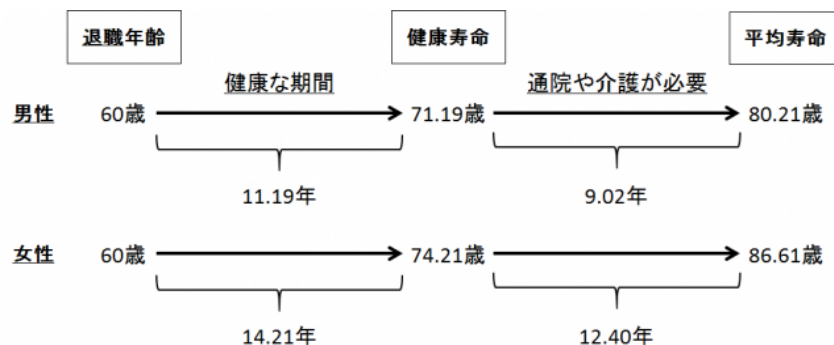 退職年齢 健康寿命 平均寿命
健康な期間 通院や介護が必要
男性 60歳 71.19歳 80.21歳
11.19年 9.02年
女性 60歳 74.21歳 86.61歳
14.21年 12.40年